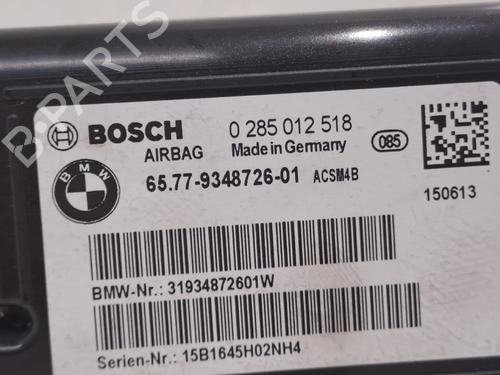 B PARTS
BOSCH 0 285 012 518
AIRBAG Made in Germany 085
BMW
65.77-9348726-01 ACSM4B
150613
BMW-Nr.: 31934872601W
Serien-Nr.: 15B1645H02NH4